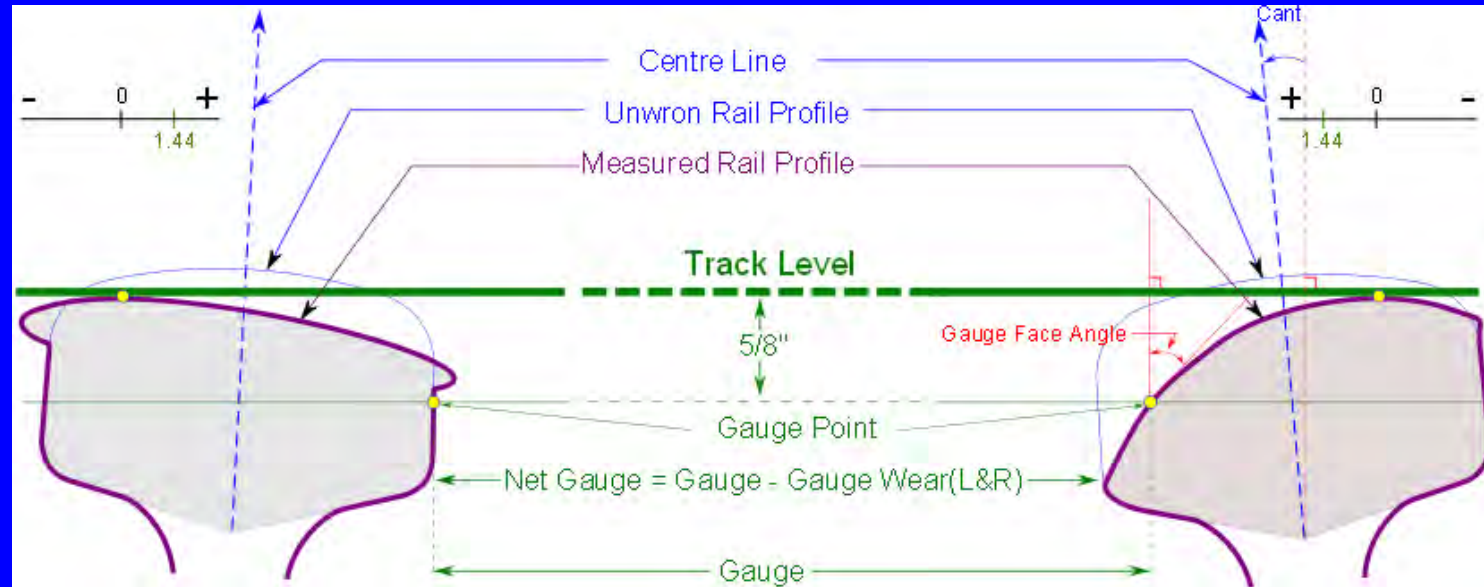 Cant
Centre Line
- 0 +
1.44
+ 0 -
1.44
Unwron Rail Profile
Measured Rail Profile
Track Level
5/8"
Gauge Face Angle
Gauge Point
Net Gauge = Gauge - Gauge Wear(L&R)
Gauge